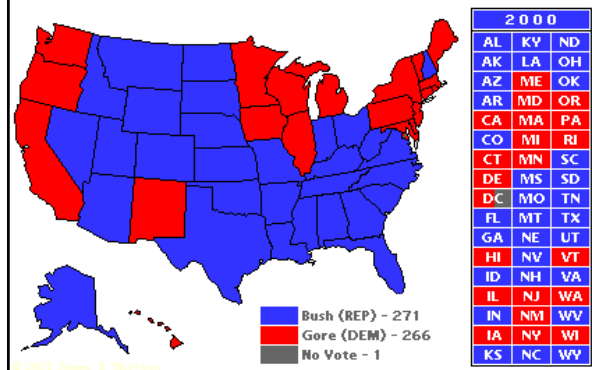 2000
AL KY ND
AK LA OH
AZ ME OK
AR MD OR
CA MA PA
CO MI RI
CT MN SC
DE MS SD
DC MO TN
FL MT TX
GA NE UT
HI NV VT
ID NH VA
IL NJ WA
IN NM WV
IA NY WI
KS NC WY
Bush (REP) - 271
Gore (DEM) - 266
No Vote - 1